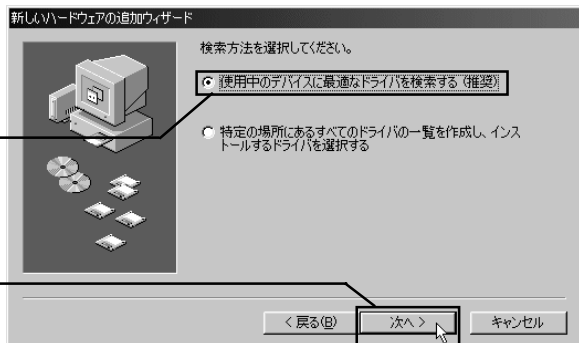 新しいハードウェアの追加ウィザード
検索方法を選択してください。
使用中のデバイスに最適なドライバを検索する（推奨）
特定の場所にあるすべてのドライバの一覧を作成し、インス
トールするドライバを選択する
< 戻る(B)
次へ >
キャンセル